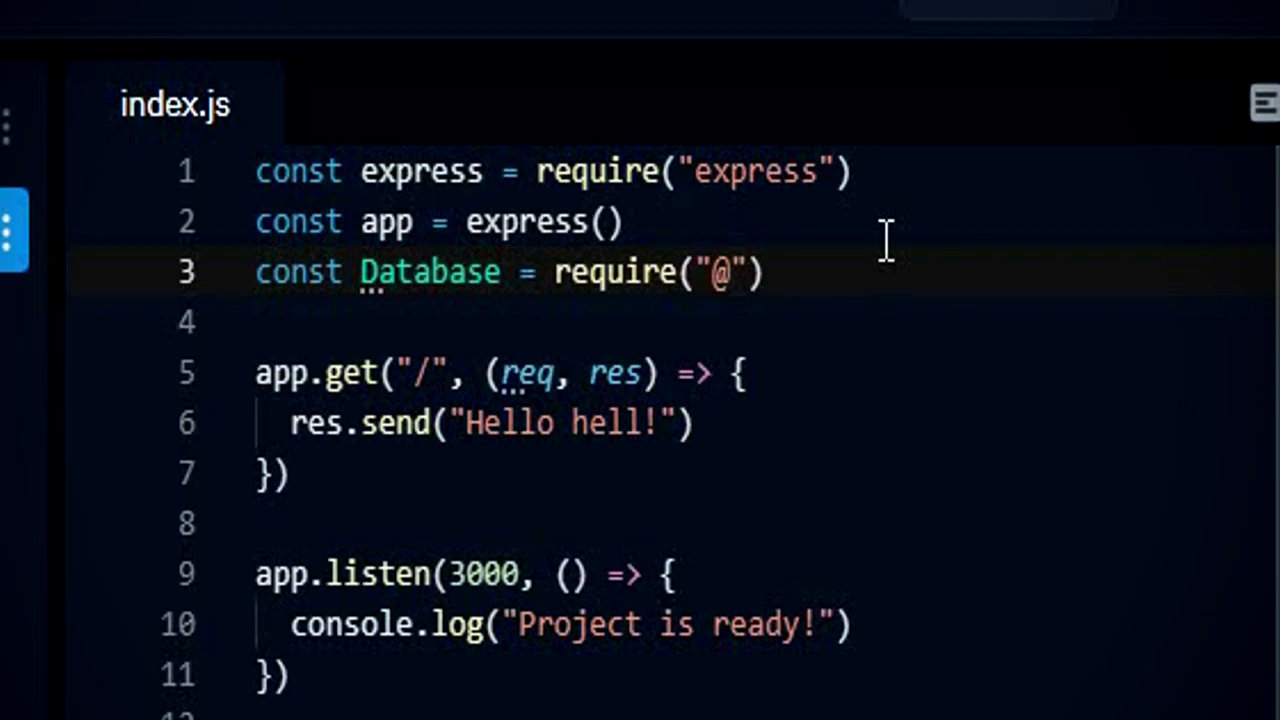 index.js
1 const express = require("express")
2 const app = express()
3 const Database = require("@")
4
5 app.get("/", (req, res) => {
6 res.send("Hello hell!")
7 })
8
9 app.listen(3000, () => {
10 console.log("Project is ready!")
11 })
12